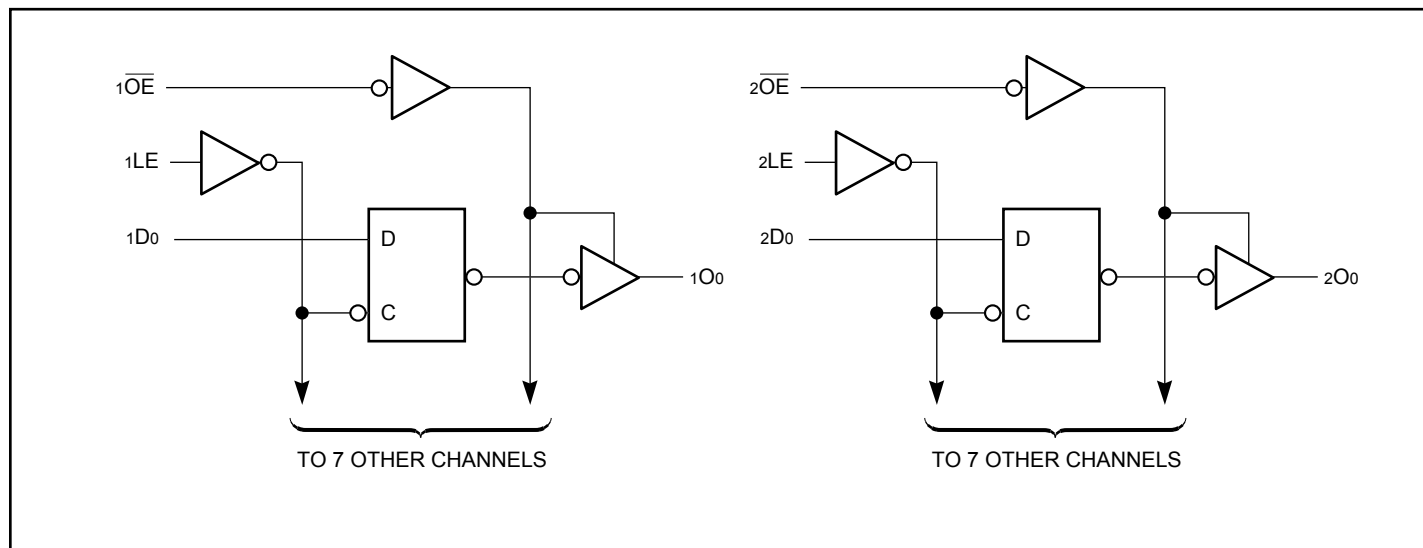 1OE
1LE
1D0
D
C
1O0
TO 7 OTHER CHANNELS
2OE
2LE
2D0
D
C
2O0
TO 7 OTHER CHANNELS